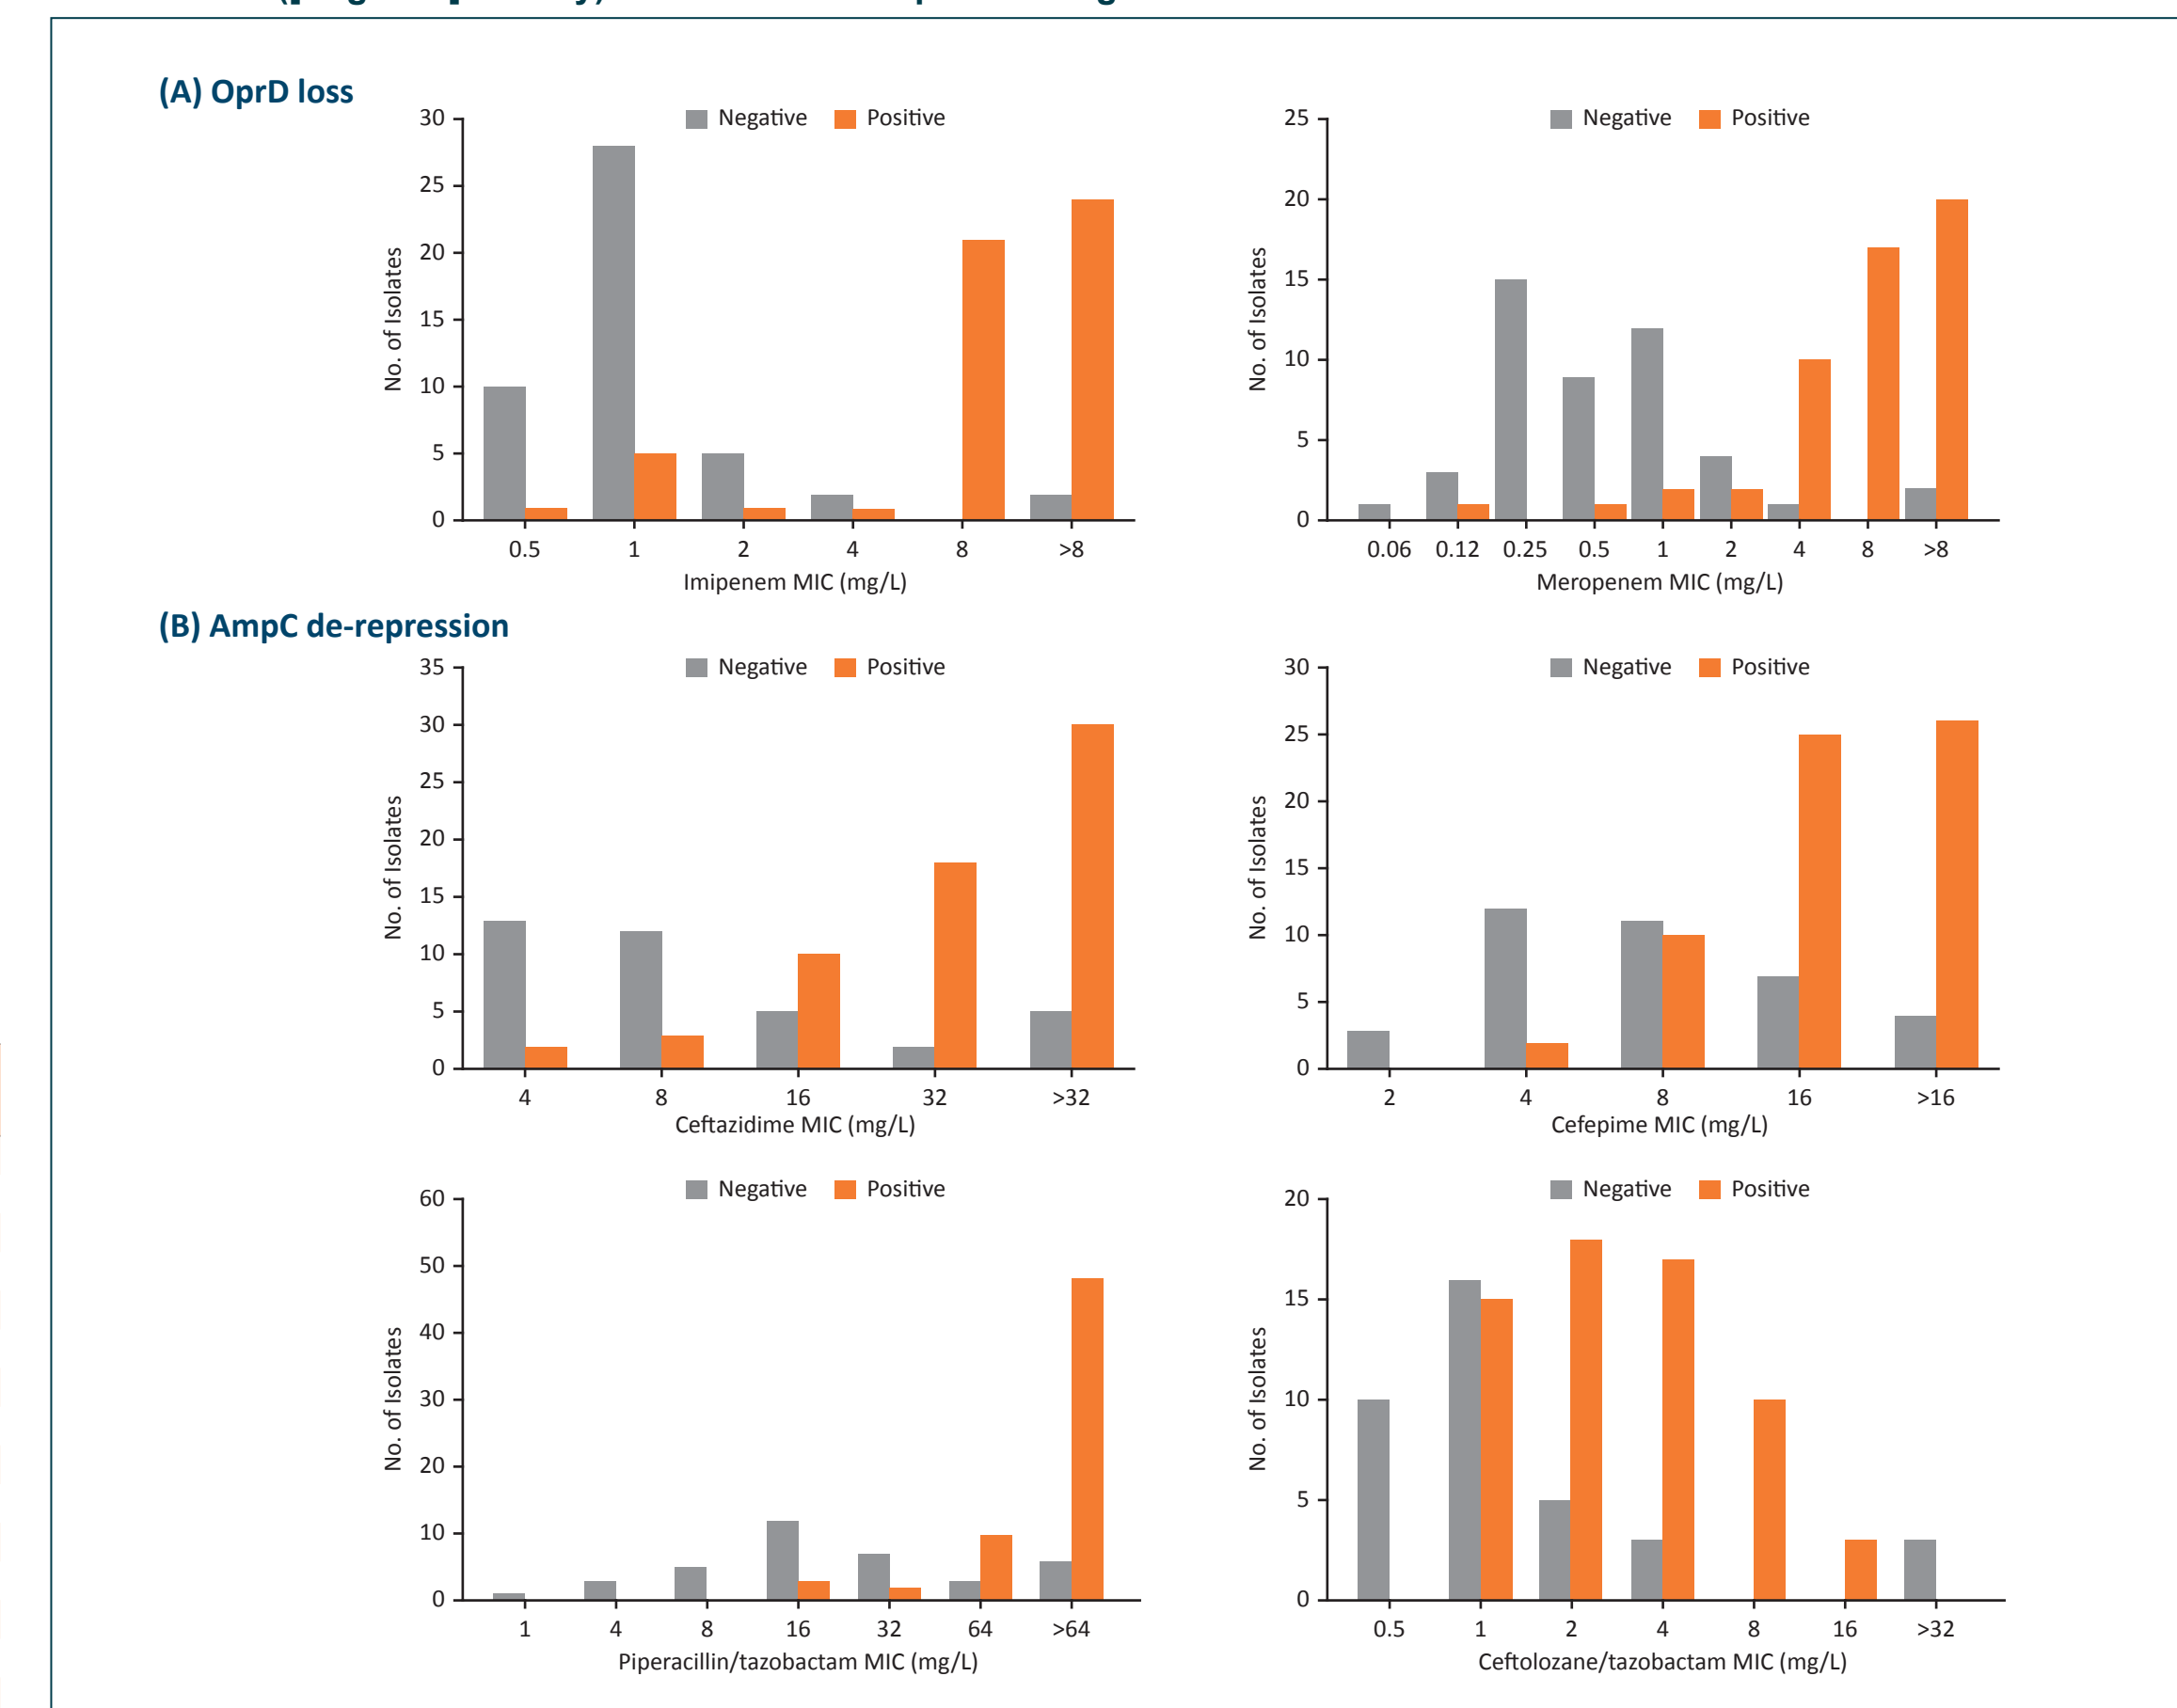 (A) OprD loss
Negative Positive
30
25
20
15
10
5
0
No. of Isolates
0.5 1 2 4 8 >8
Imipenem MIC (mg/L)
Negative Positive
25
20
15
10
5
0
No. of Isolates
0.06 0.12 0.25 0.5 1 2 4 8 >8
Meropenem MIC (mg/L)
(B) AmpC de-repression
Negative Positive
35
30
25
20
15
10
5
0
No. of Isolates
4 8 16 32 >32
Ceftazidime MIC (mg/L)
Negative Positive
30
25
20
15
10
5
0
No. of Isolates
2 4 8 16 >16
Cefepime MIC (mg/L)
Negative Positive
60
50
40
30
20
10
0
No. of Isolates
1 4 8 16 32 64 >64
Piperacillin/tazobactam MIC (mg/L)
Negative Positive
20
15
10
5
0
No. of Isolates
0.5 1 2 4 8 16 >32
Ceftolozane/tazobactam MIC (mg/L)